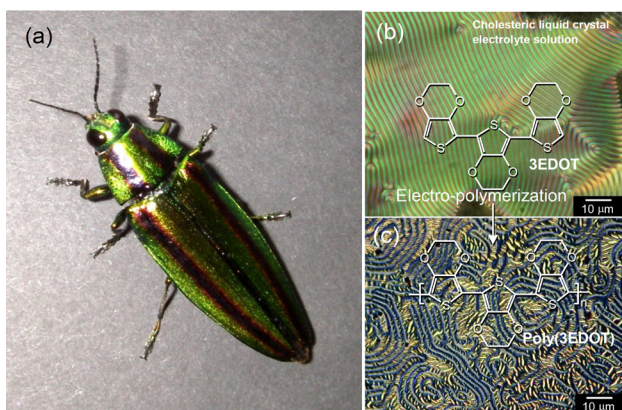 (a)
(b)
Cholesteric liquid crystal
electrolyte solution
O
O
O
O
S
S
S
3EDOT
O
O
Electro-polymerization
10 μm
(c)
O
O
O
O
S
S
S
n
O
O
Poly(3EDOT)
10 μm